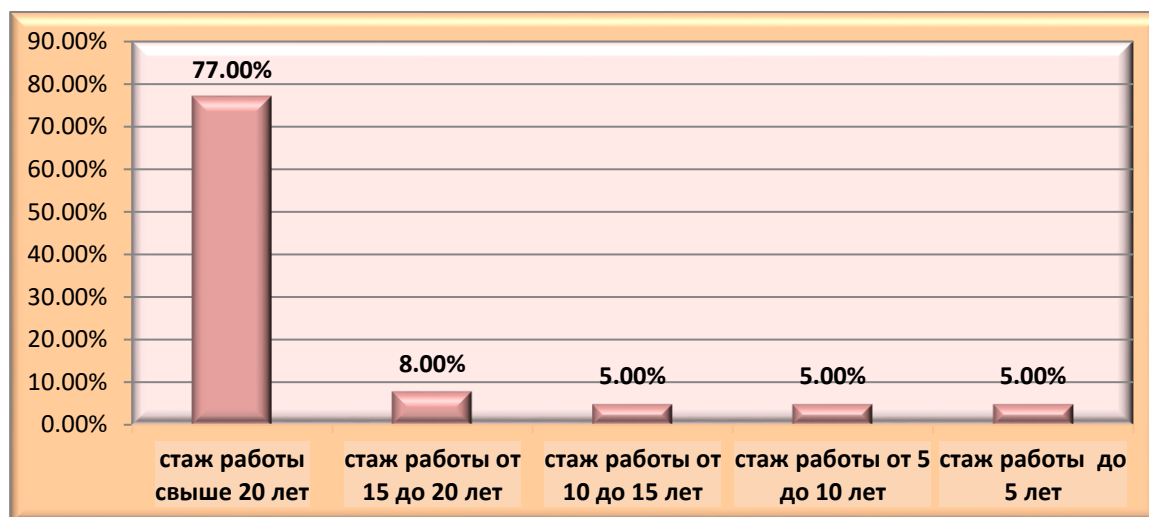 90.00%
80.00%
70.00%
60.00%
50.00%
40.00%
30.00%
20.00%
10.00%
0.00%
77.00%
8.00%
5.00%
5.00%
5.00%
стаж работы
свыше 20 лет
стаж работы от
15 до 20 лет
стаж работы от
10 до 15 лет
стаж работы от 5
до 10 лет
стаж работы до
5 лет